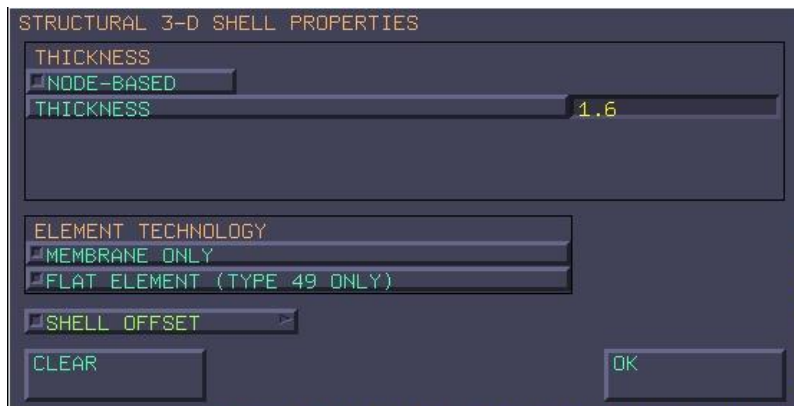 STRUCTURAL 3-D SHELL PROPERTIES
THICKNESS
NODE-BASED
THICKNESS 1.6
ELEMENT TECHNOLOGY
MEMBRANE ONLY
FLAT ELEMENT (TYPE 49 ONLY)
SHELL OFFSET
CLEAR OK